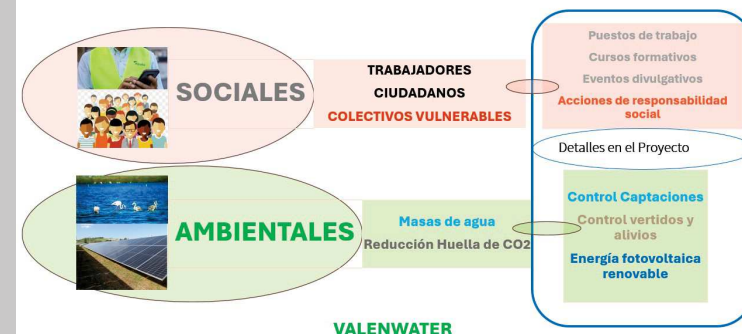 SOCIALES
TRABAJADORES
CIUDADANOS
COLECTIVOS VULNERABLES
Puestos de trabajo
Cursos formativos
Eventos divulgativos
Acciones de responsabilidad
social
Detalles en el Proyecto
AMBIENTALES
Masas de agua
Reducción Huella de CO2
Control Captaciones
Control vertidos y
alivios
Energía fotovoltaica
renovable
VALENWATER